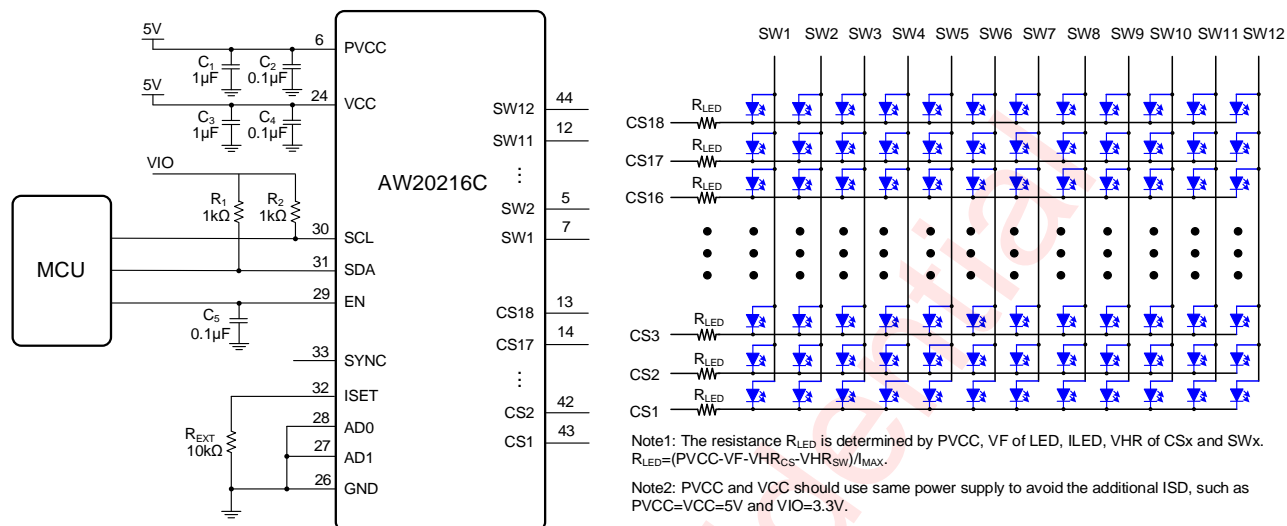 5V
6
PVCC
C1
1µF
C2
0.1µF
5V
24
VCC
C3
1µF
C4
0.1µF
VIO
R1
1kΩ
R2
1kΩ
MCU
30
SCL
31
SDA
29
EN
C5
0.1µF
33
SYNC
32
ISET
REXT
10kΩ
28
AD0
27
AD1
26
GND
AW20216C
SW12
44
SW11
12
⋮
SW2
5
SW1
7
CS18
13
CS17
14
⋮
CS2
42
CS1
43
SW1 SW2 SW3 SW4 SW5 SW6 SW7 SW8 SW9 SW10 SW11 SW12
RLED
CS18
RLED
CS17
RLED
CS16
RLED
CS3
RLED
CS2
RLED
CS1
Note1: The resistance RLED is determined by PVCC, VF of LED, ILED, VHR of CSx and SWx.
RLED=(PVCC-VF-VHRCS-VHRSW)/IMAX.
Note2: PVCC and VCC should use same power supply to avoid the additional ISD, such as
PVCC=VCC=5V and VIO=3.3V.
dential